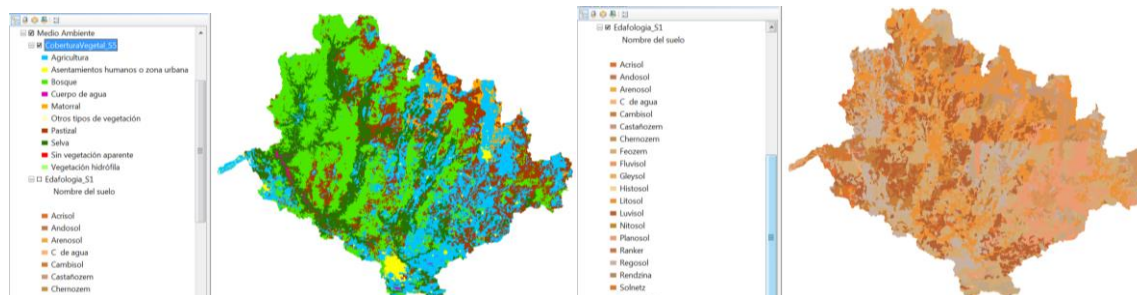 Medio Ambiente
CoberturaVegetal_S5
Agricultura
Asentamientos humanos o zona urbana
Bosque
Cuerpo de agua
Matorral
Otros tipos de vegetación
Pastizal
Selva
Sin vegetación aparente
Vegetación hidrófila
Edafologia_S1
Nombre del suelo
Acrisol
Andosol
Arenosol
C de agua
Cambisol
Castañozem
Chernozem
Edafologia_S1
Nombre del suelo
Acrisol
Andosol
Arenosol
C de agua
Cambisol
Castañozem
Chernozem
Feozem
Fluvisol
Gleysol
Histosol
Litosol
Luvisol
Nitosol
Planosol
Ranker
Regosol
Rendzina
Solnetz